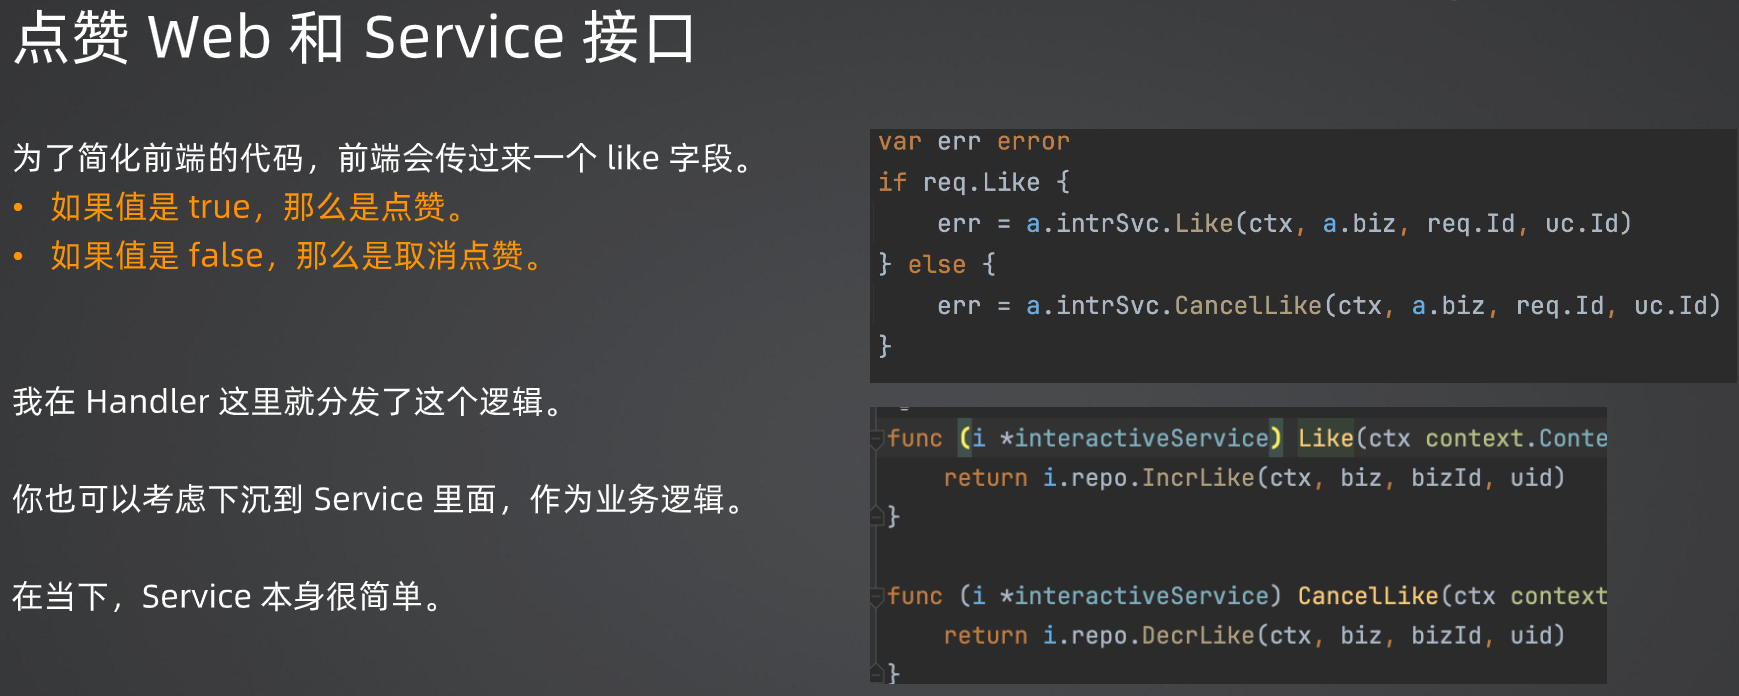 点赞 Web 和 Service 接口
为了简化前端的代码，前端会传过来一个 like 字段。
• 如果值是 true，那么是点赞。
• 如果值是 false，那么是取消点赞。
我在 Handler 这里就分发了这个逻辑。
你也可以考虑下沉到 Service 里面，作为业务逻辑。
在当下，Service 本身很简单。
var err error
if req.Like {
    err = a.intrSvc.Like(ctx, a.biz, req.Id, uc.Id)
} else {
    err = a.intrSvc.CancelLike(ctx, a.biz, req.Id, uc.Id)
}
func (i *interactiveService) Like(ctx context.Conte
    return i.repo.IncrLike(ctx, biz, bizId, uid)
}
func (i *interactiveService) CancelLike(ctx context
    return i.repo.DecrLike(ctx, biz, bizId, uid)
}